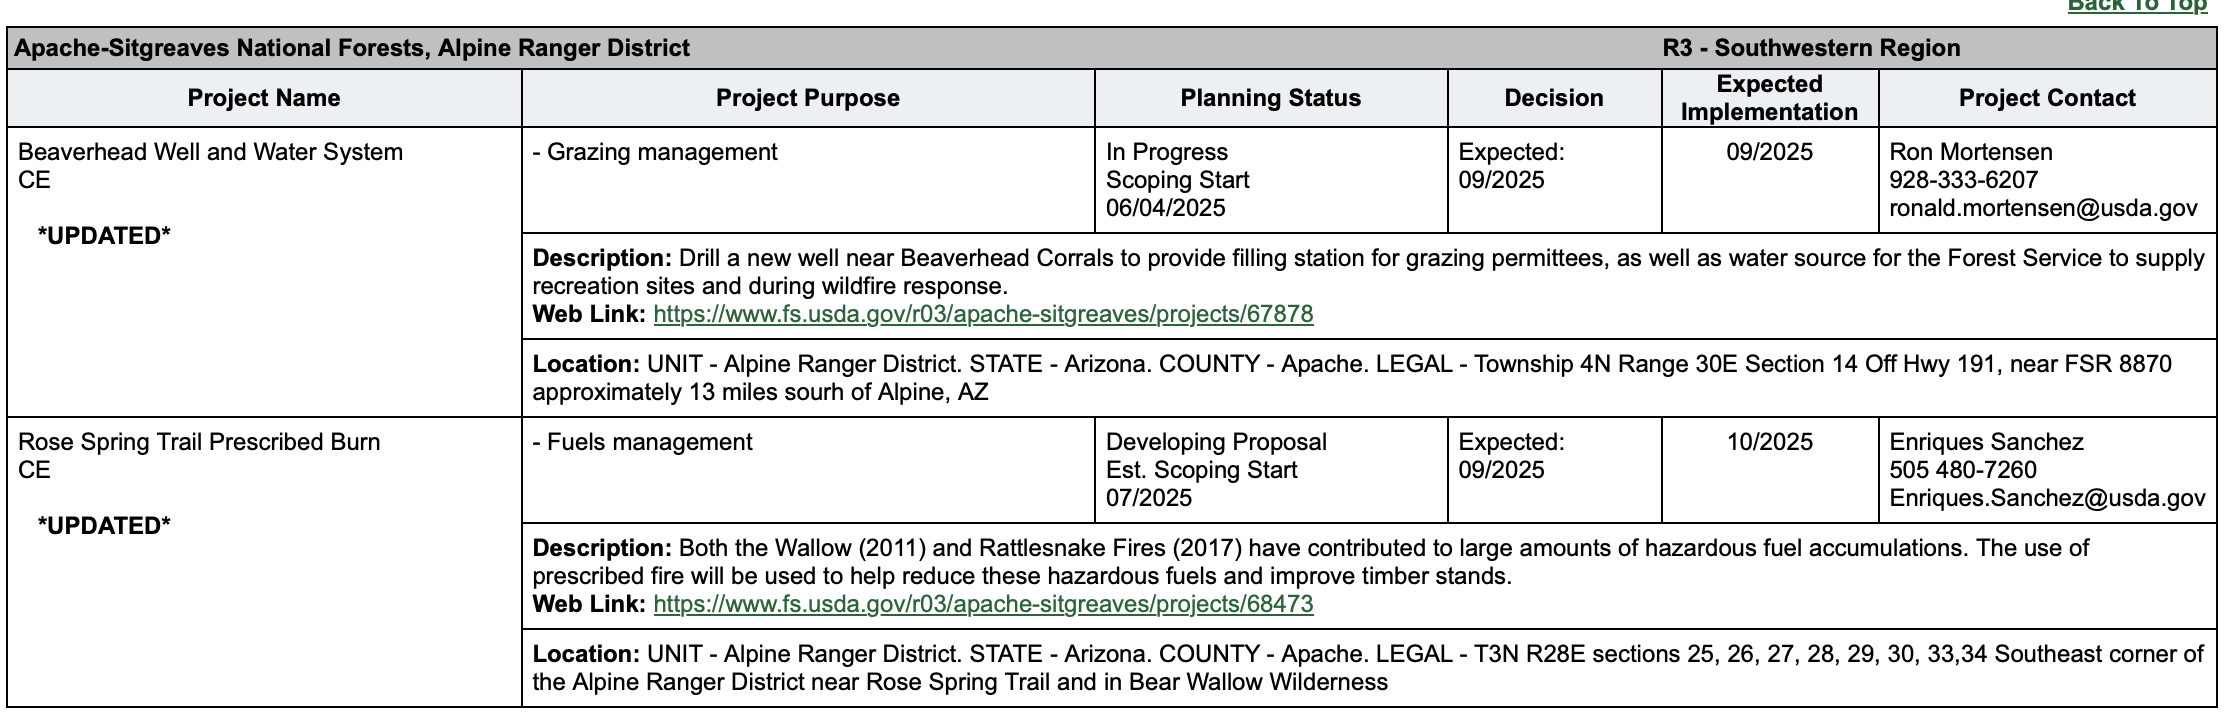 Back To Top
Apache-Sitgreaves National Forests, Alpine Ranger District R3 - Southwestern Region
Project Name Project Purpose Planning Status Decision Expected Implementation Project Contact
Beaverhead Well and Water System
CE
*UPDATED*
- Grazing management
In Progress
Scoping Start
06/04/2025
Expected:
09/2025
09/2025
Ron Mortensen
928-333-6207
ronald.mortensen@usda.gov
Description: Drill a new well near Beaverhead Corrals to provide filling station for grazing permittees, as well as water source for the Forest Service to supply
recreation sites and during wildfire response.
Web Link: https://www.fs.usda.gov/r03/apache-sitgreaves/projects/67878
Location: UNIT - Alpine Ranger District. STATE - Arizona. COUNTY - Apache. LEGAL - Township 4N Range 30E Section 14 Off Hwy 191, near FSR 8870
approximately 13 miles sourh of Alpine, AZ
Rose Spring Trail Prescribed Burn
CE
*UPDATED*
- Fuels management
Developing Proposal
Est. Scoping Start
07/2025
Expected:
09/2025
10/2025
Enriques Sanchez
505 480-7260
Enriques.Sanchez@usda.gov
Description: Both the Wallow (2011) and Rattlesnake Fires (2017) have contributed to large amounts of hazardous fuel accumulations. The use of
prescribed fire will be used to help reduce these hazardous fuels and improve timber stands.
Web Link: https://www.fs.usda.gov/r03/apache-sitgreaves/projects/68473
Location: UNIT - Alpine Ranger District. STATE - Arizona. COUNTY - Apache. LEGAL - T3N R28E sections 25, 26, 27, 28, 29, 30, 33,34 Southeast corner of
the Alpine Ranger District near Rose Spring Trail and in Bear Wallow Wilderness